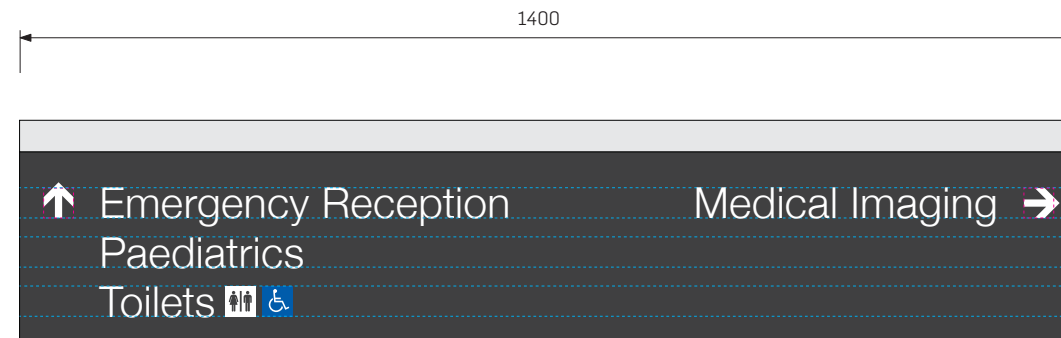 1400
Emergency Reception
Medical Imaging
Paediatrics
Toilets